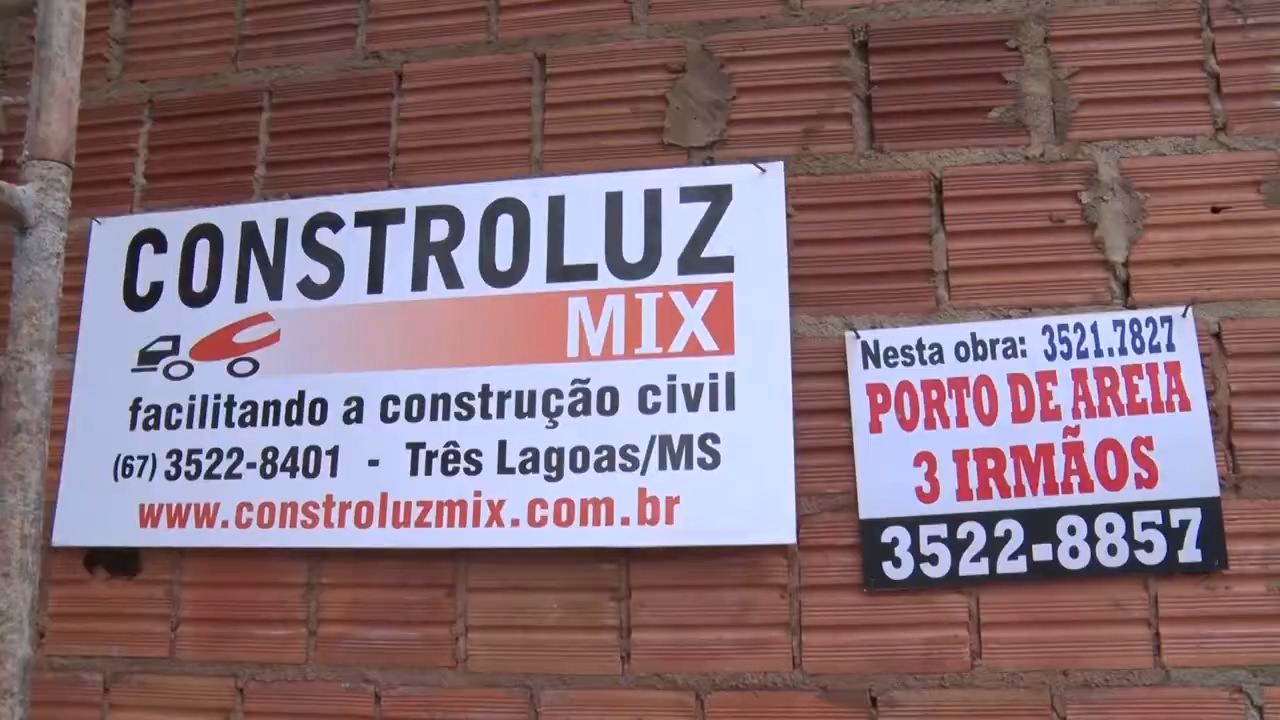 CONSTROLUZ
MIX
facilitando a construção civil
(67) 3522-8401 - Três Lagoas/MS
www.constroluzmix.com.br
Nesta obra: 3521.7827
PORTO DE AREIA
3 IRMÃOS
3522-8857